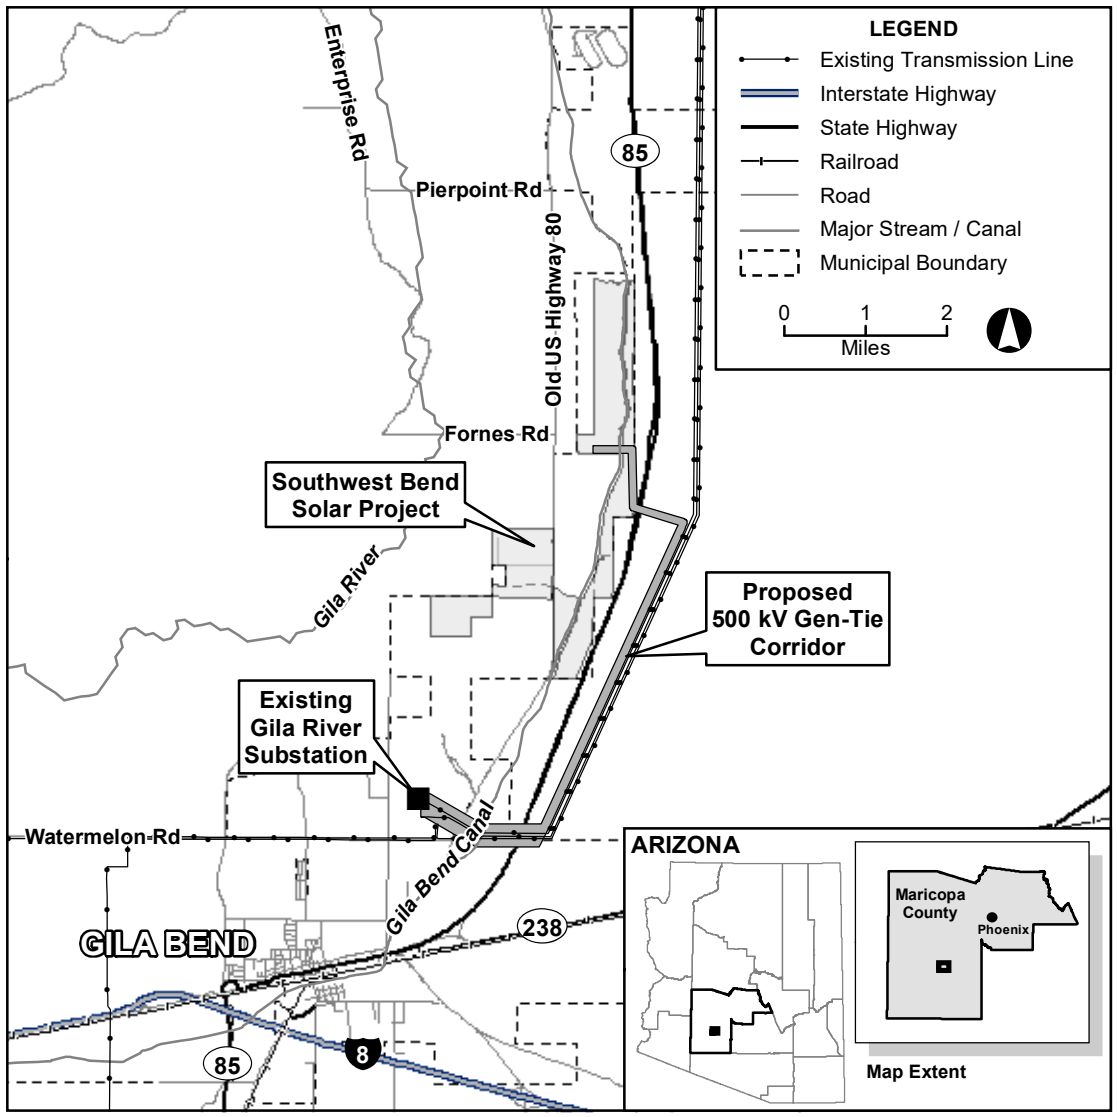 LEGEND
Existing Transmission Line
Interstate Highway
State Highway
Railroad
Road
Major Stream / Canal
Municipal Boundary
0 1 2
Miles
Enterprise Rd
85
Pierpoint Rd
Old US Highway 80
Fornes Rd
Southwest Bend
Solar Project
Gila River
Proposed
500 kV Gen-Tie
Corridor
Existing
Gila River
Substation
Watermelon Rd
Gila Bend Canal
238
GILA BEND
85
8
ARIZONA
Maricopa
County
Phoenix
Map Extent